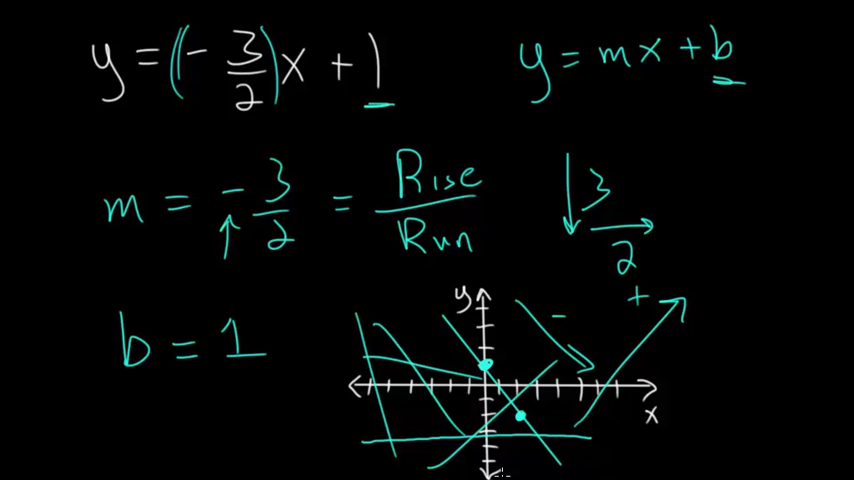 y = (- 3/2) x + 1
y = mx + b
m = - 3/2 = Rise/Run
3
2
b = 1
y
-
+
x